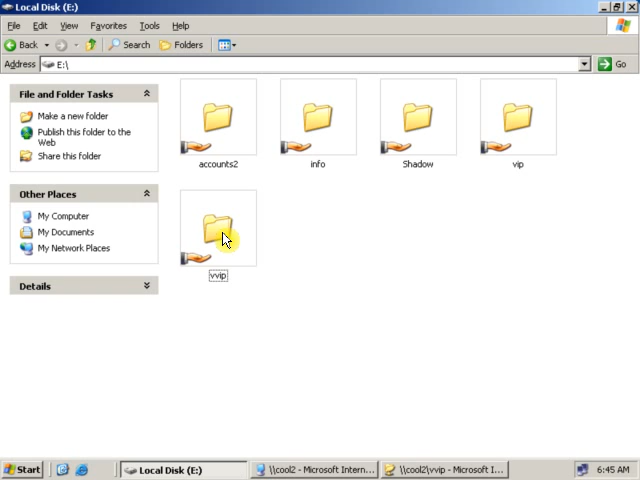 Local Disk (E:)
File Edit View Favorites Tools Help
Back Search Folders
Address E:\ Go
File and Folder Tasks
Make a new folder
Publish this folder to the
Web
Share this folder
Other Places
My Computer
My Documents
My Network Places
Details
accounts2 info Shadow vip
vvip
Start Local Disk (E:) \\cool2 - Microsoft Intern... \\cool2\vvip - Microsoft I... 6:45 AM